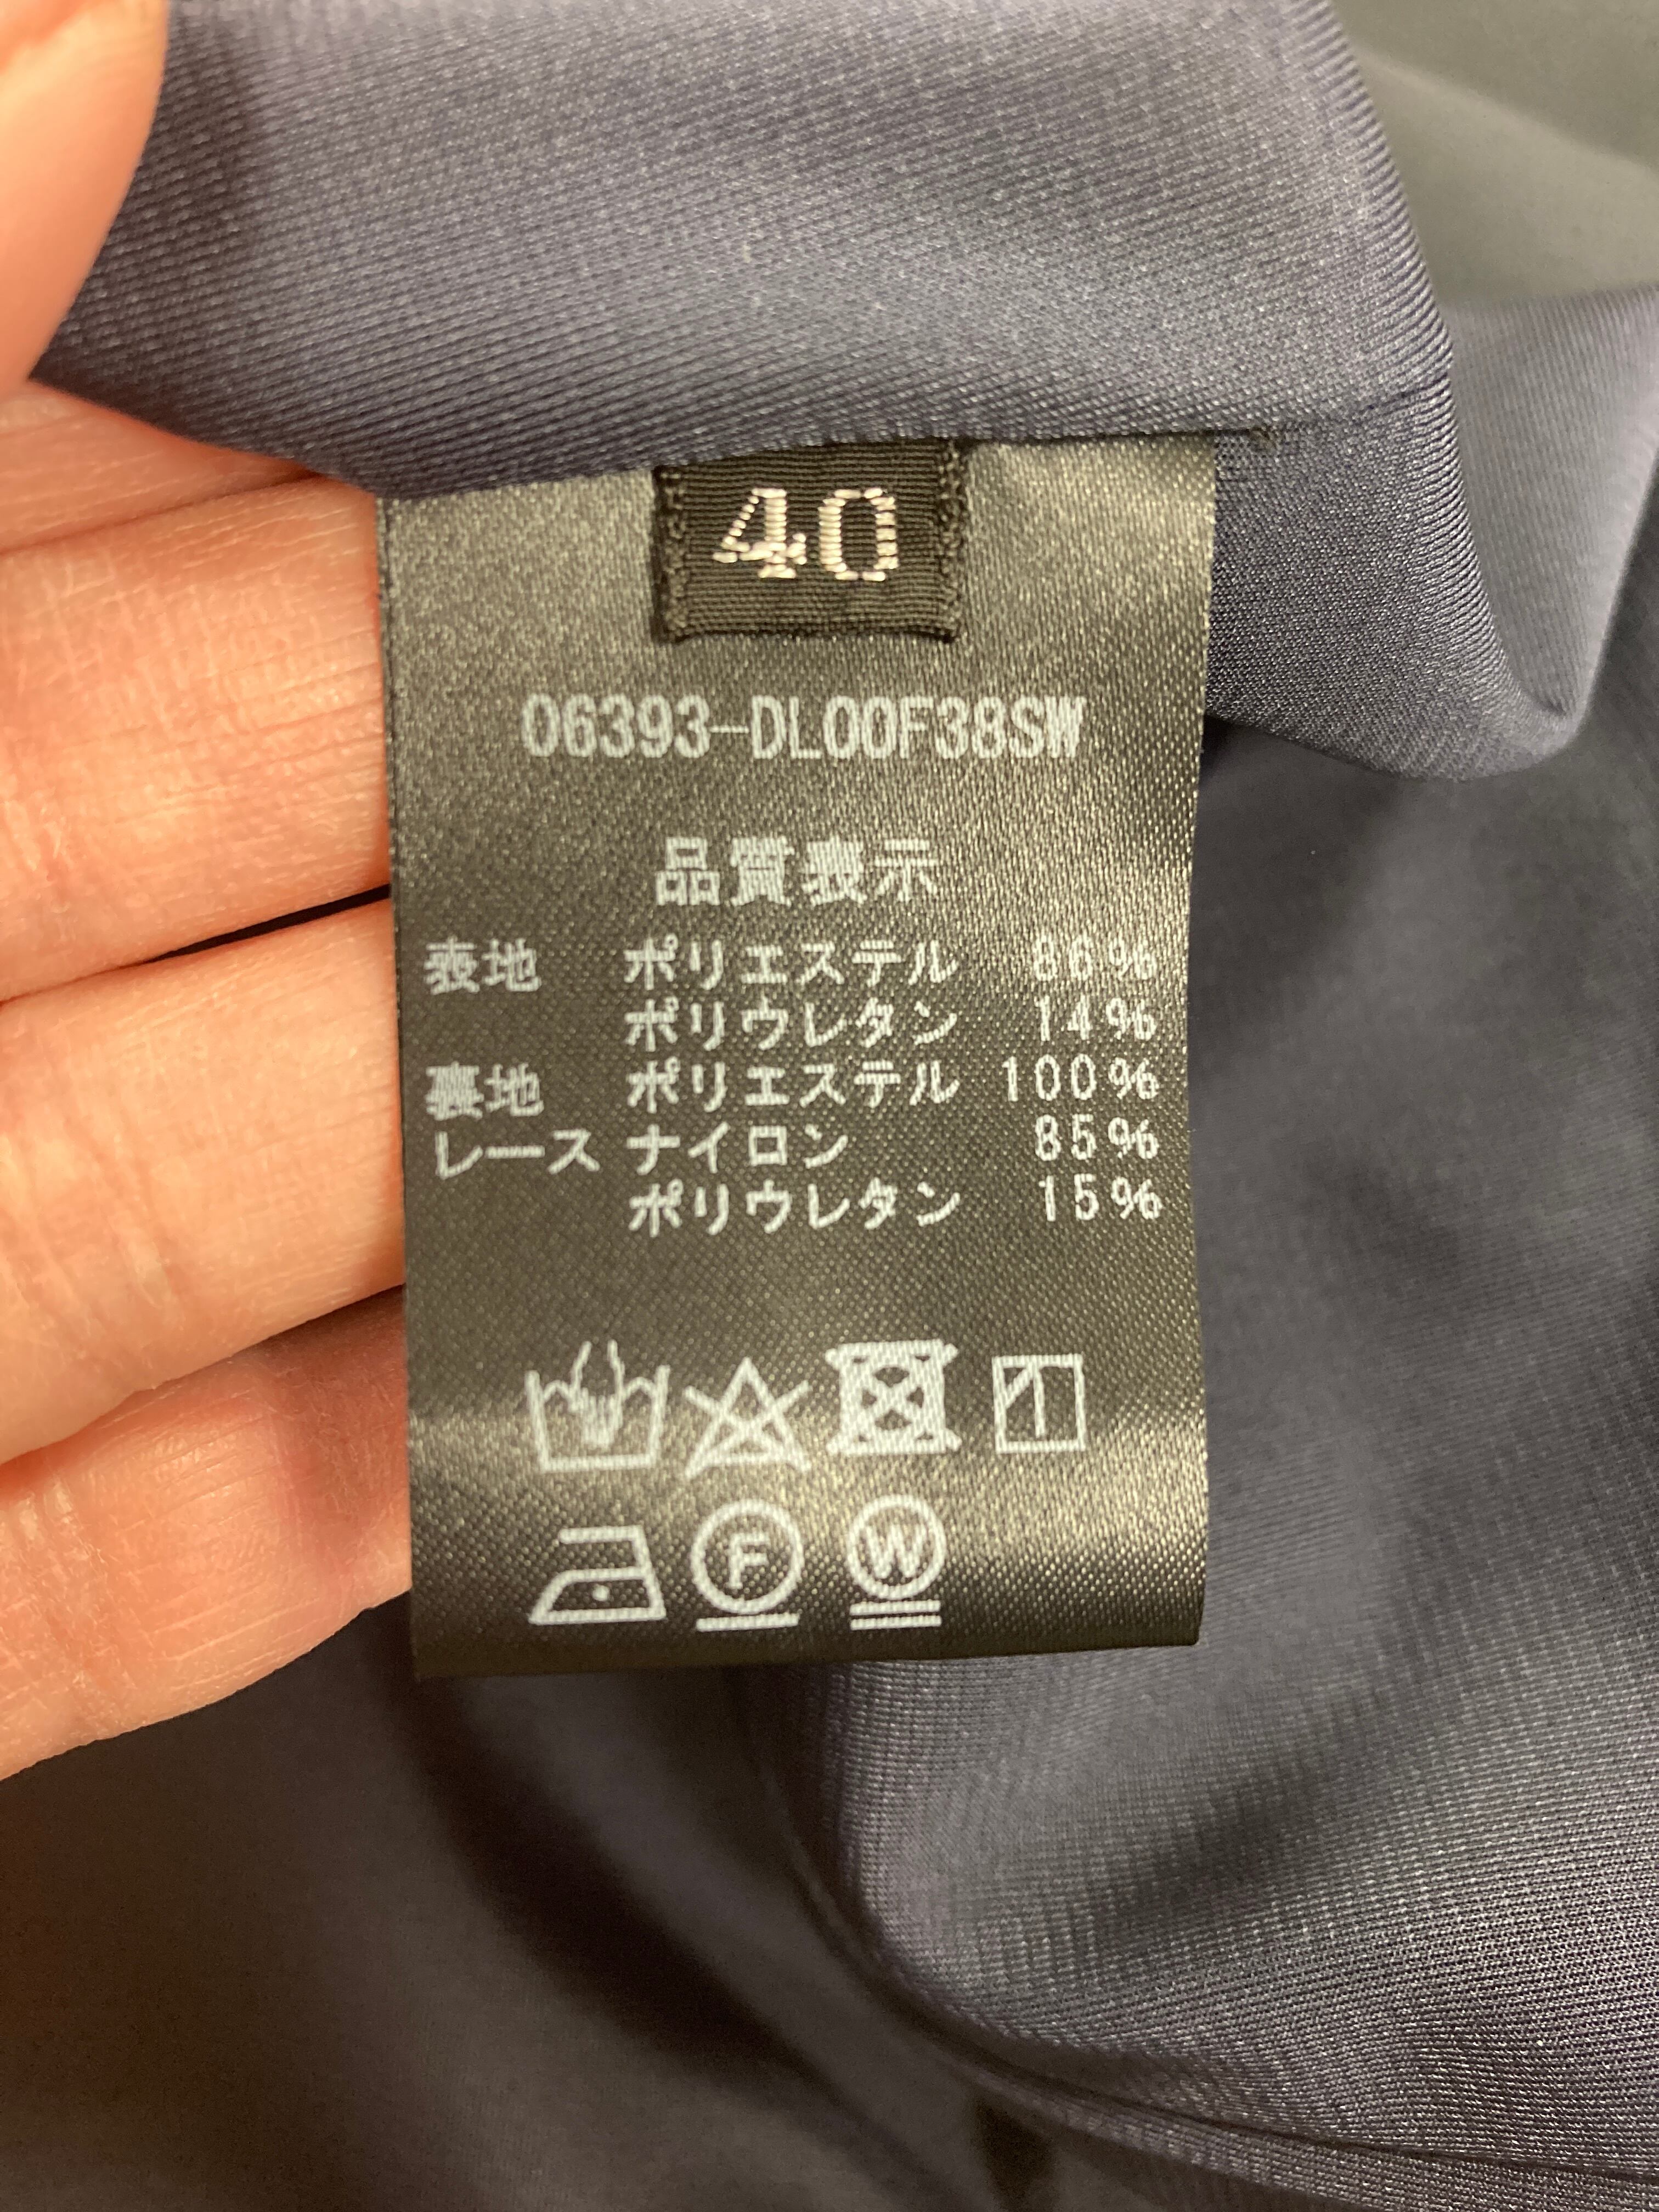 40
06393-DL00F38SW
品質表示
表地 ポリエステル 86%
ポリウレタン 14%
裏地 ポリエステル 100%
レース ナイロン 85%
ポリウレタン 15%
F W